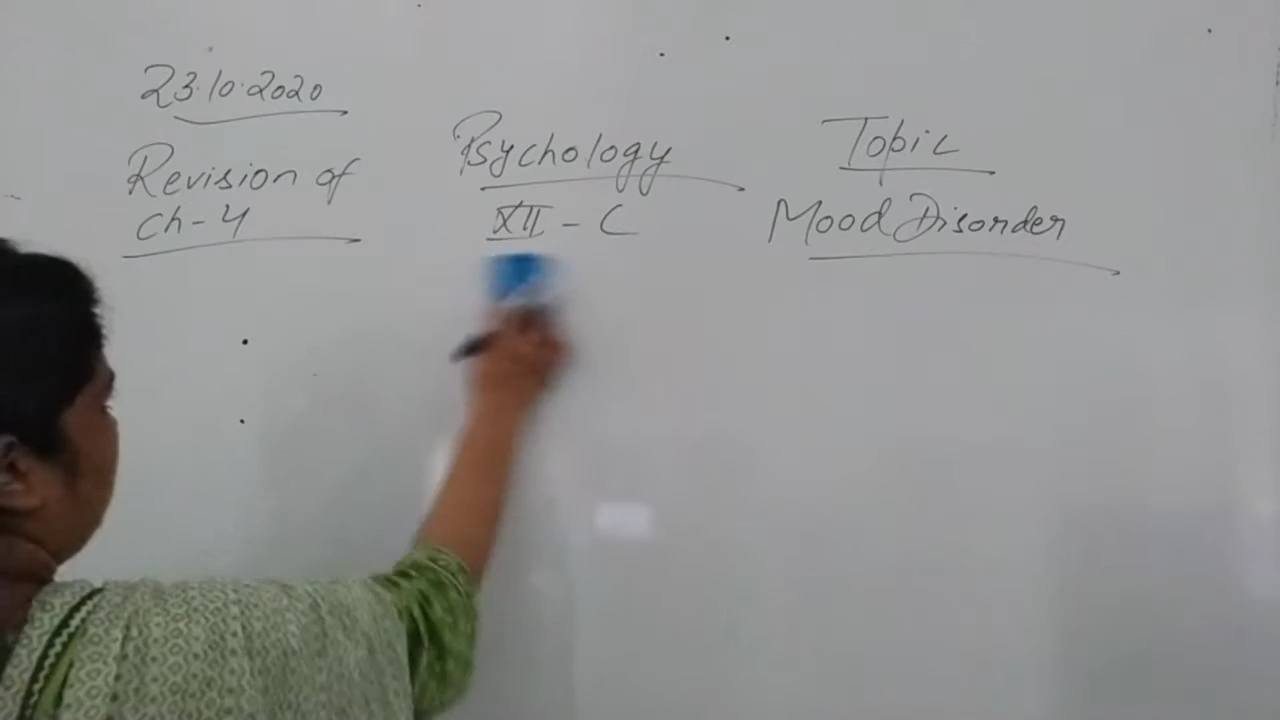 23.10.2020
Revision of
Ch-4
Psychology
XII - C
Topic
Mood Disorder